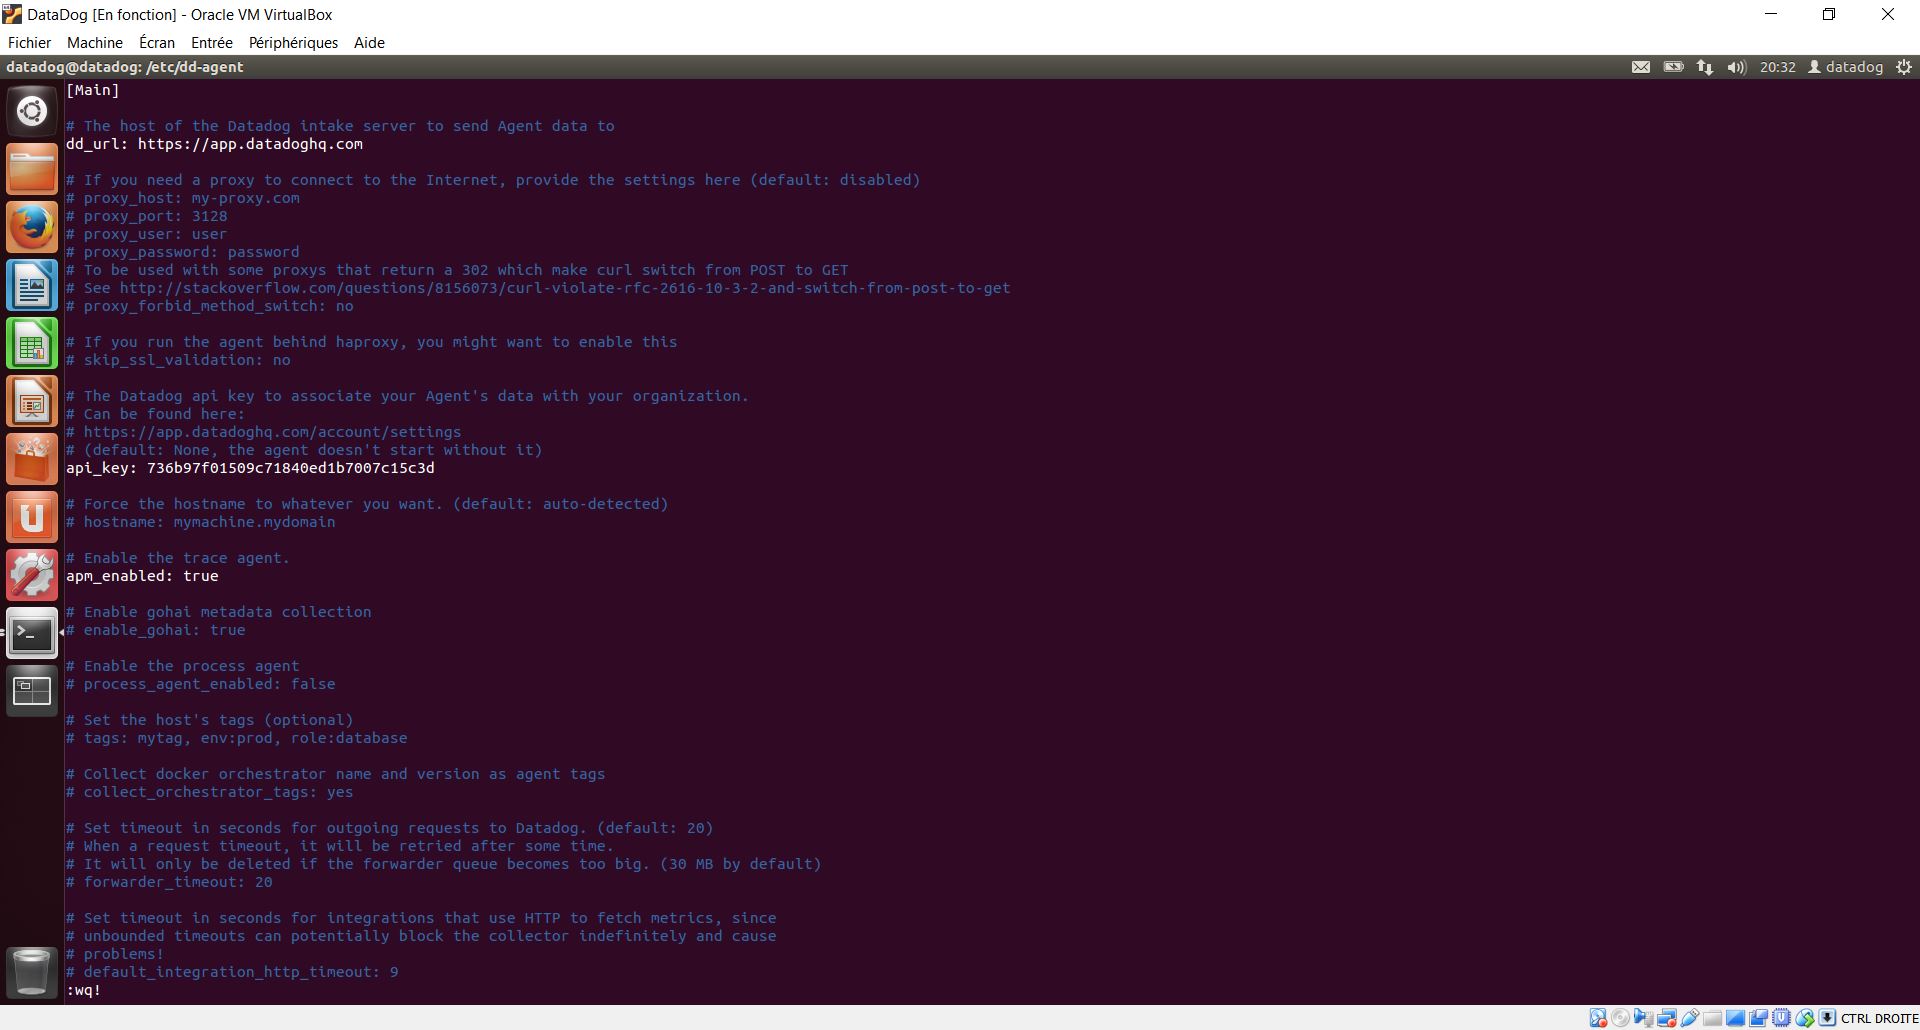 DataDog [En fonction] - Oracle VM VirtualBox
Fichier Machine Écran Entrée Périphériques Aide
datadog@datadog: /etc/dd-agent 20:32 datadog
[Main]
# The host of the Datadog intake server to send Agent data to
dd_url: https://app.datadoghq.com
# If you need a proxy to connect to the Internet, provide the settings here (default: disabled)
# proxy_host: my-proxy.com
# proxy_port: 3128
# proxy_user: user
# proxy_password: password
# To be used with some proxys that return a 302 which make curl switch from POST to GET
# See http://stackoverflow.com/questions/8156073/curl-violate-rfc-2616-10-3-2-and-switch-from-post-to-get
# proxy_forbid_method_switch: no
# If you run the agent behind haproxy, you might want to enable this
# skip_ssl_validation: no
# The Datadog api key to associate your Agent's data with your organization.
# Can be found here:
# https://app.datadoghq.com/account/settings
# (default: None, the agent doesn't start without it)
api_key: 736b97f01509c71840ed1b7007c15c3d
# Force the hostname to whatever you want. (default: auto-detected)
# hostname: mymachine.mydomain
# Enable the trace agent.
apm_enabled: true
# Enable gohai metadata collection
# enable_gohai: true
# Enable the process agent
# process_agent_enabled: false
# Set the host's tags (optional)
# tags: mytag, env:prod, role:database
# Collect docker orchestrator name and version as agent tags
# collect_orchestrator_tags: yes
# Set timeout in seconds for outgoing requests to Datadog. (default: 20)
# When a request timeout, it will be retried after some time.
# It will only be deleted if the forwarder queue becomes too big. (30 MB by default)
# forwarder_timeout: 20
# Set timeout in seconds for integrations that use HTTP to fetch metrics, since
# unbounded timeouts can potentially block the collector indefinitely and cause
# problems!
# default_integration_http_timeout: 9
:wq!
CTRL DROITE